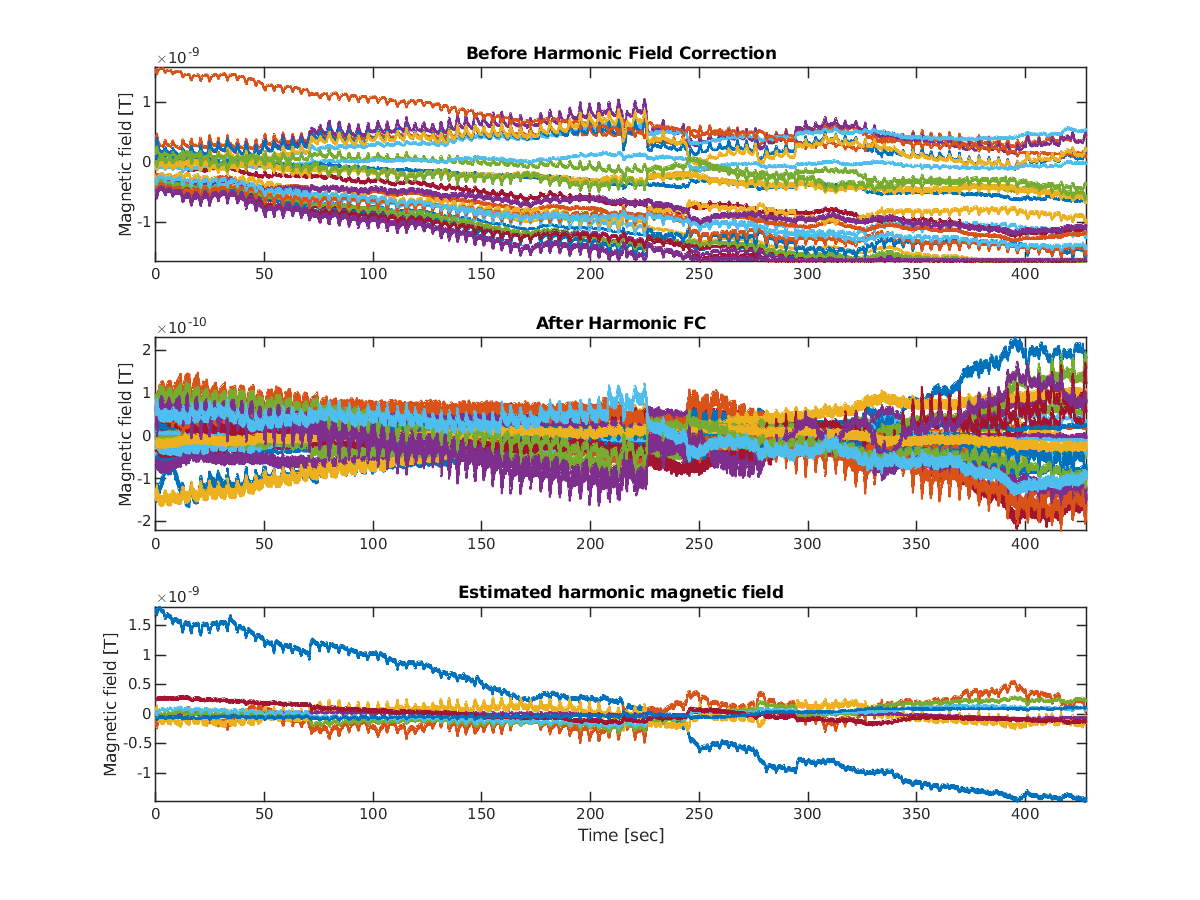 Before Harmonic Field Correction
×10-9
Magnetic field [T]
1
0
-1
0 50 100 150 200 250 300 350 400
After Harmonic FC
×10-10
Magnetic field [T]
2
1
0
-1
-2
0 50 100 150 200 250 300 350 400
Estimated harmonic magnetic field
×10-9
Magnetic field [T]
1.5
1
0.5
0
-0.5
-1
0 50 100 150 200 250 300 350 400
Time [sec]